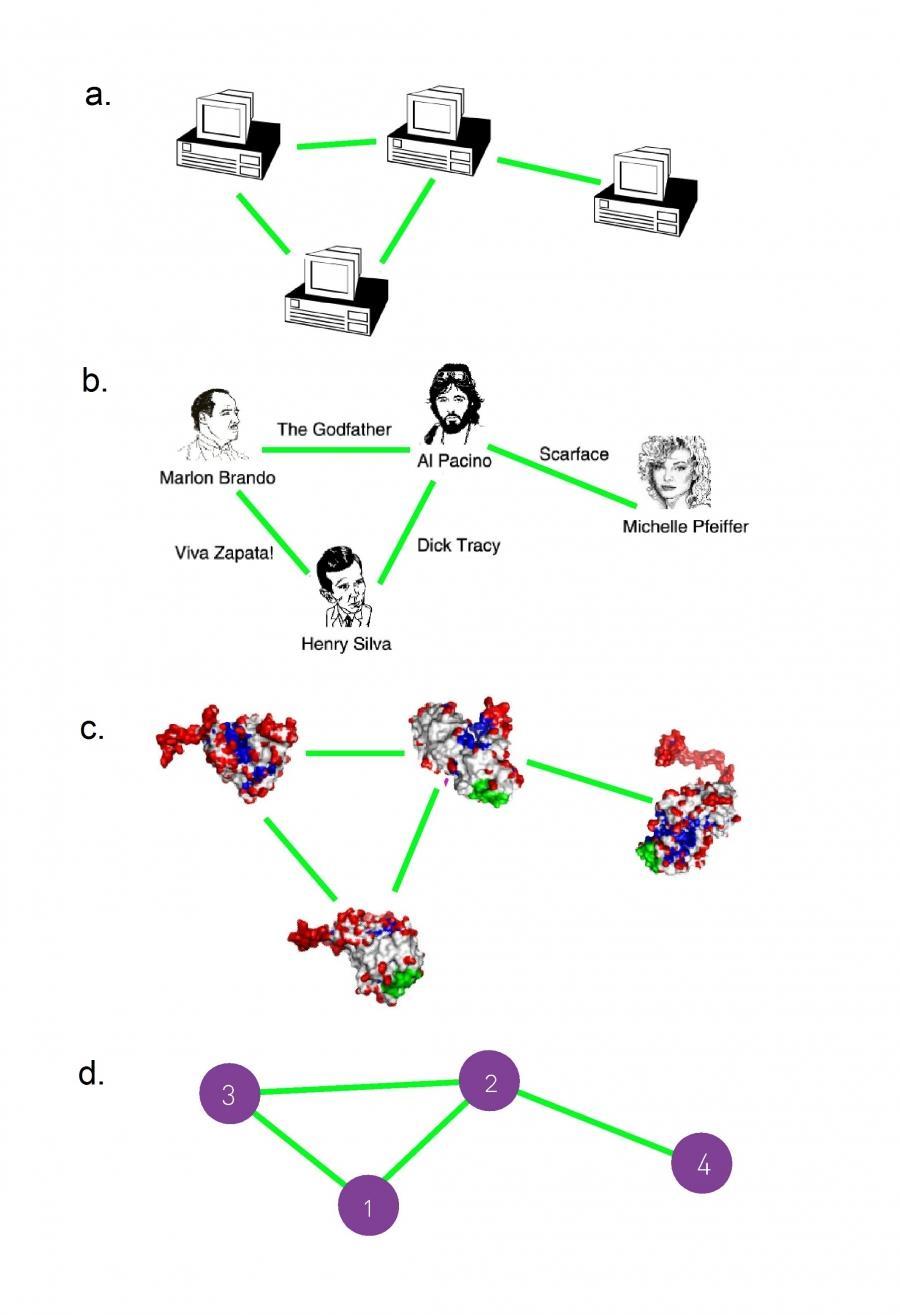 a.
b.
The Godfather
Al Pacino
Scarface
Marlon Brando
Michelle Pfeiffer
Viva Zapata!
Dick Tracy
Henry Silva
c.
d.
3
2
4
1